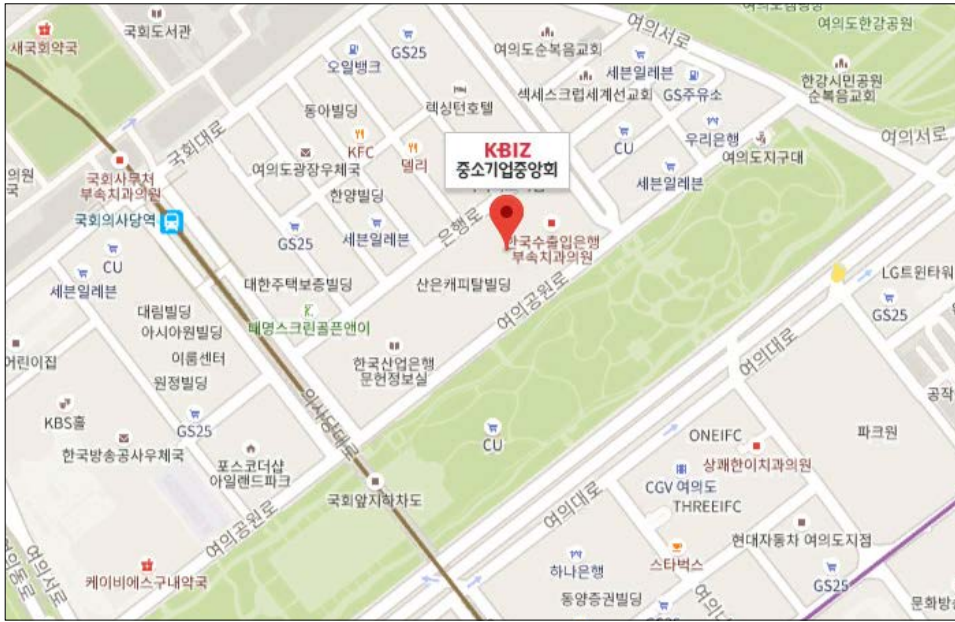 새국회약국
국회도서관
오일뱅크
GS25
여의도순복음교회
여의서로
세븐일레븐
여의도한강공원
섹세스크럽세계선교회
GS주유소
한강시민공원
순복음교회
동아빌딩
렉싱턴호텔
국회대로
KFC
델리
CU
우리은행
여의서로
여의도지구대
여의도광장우체국
K-BIZ
중소기업중앙회
세븐일레븐
의원
국회사무처
부속치과의원
한양빌딩
국회의사당역
GS25
세븐일레븐
은행로
한국수출입은행
부속치과의원
CU
세븐일레븐
대한주택보증빌딩
산은캐피탈빌딩
여의공원로
LG트윈타워
GS25
대림빌딩
아시아원빌딩
태영스크린골픈앤이
이룸센터
원정빌딩
한국산업은행
문헌정보실
여의대로
어린이집
KBS홀
GS25
한국방송공사우체국
의사당대로
포스코더샵
아일랜드파크
CU
ONEIFC
상쾌한이치과의원
파크원
공작
CGV 여의도
THREEIFC
국회앞지하차도
여의공원로
여의대로
현대자동차 여의도지점
스타벅스
하나은행
GS25
케이비에스구내약국
여의서로
여의동로
동양증권빌딩
GS25
문화방송